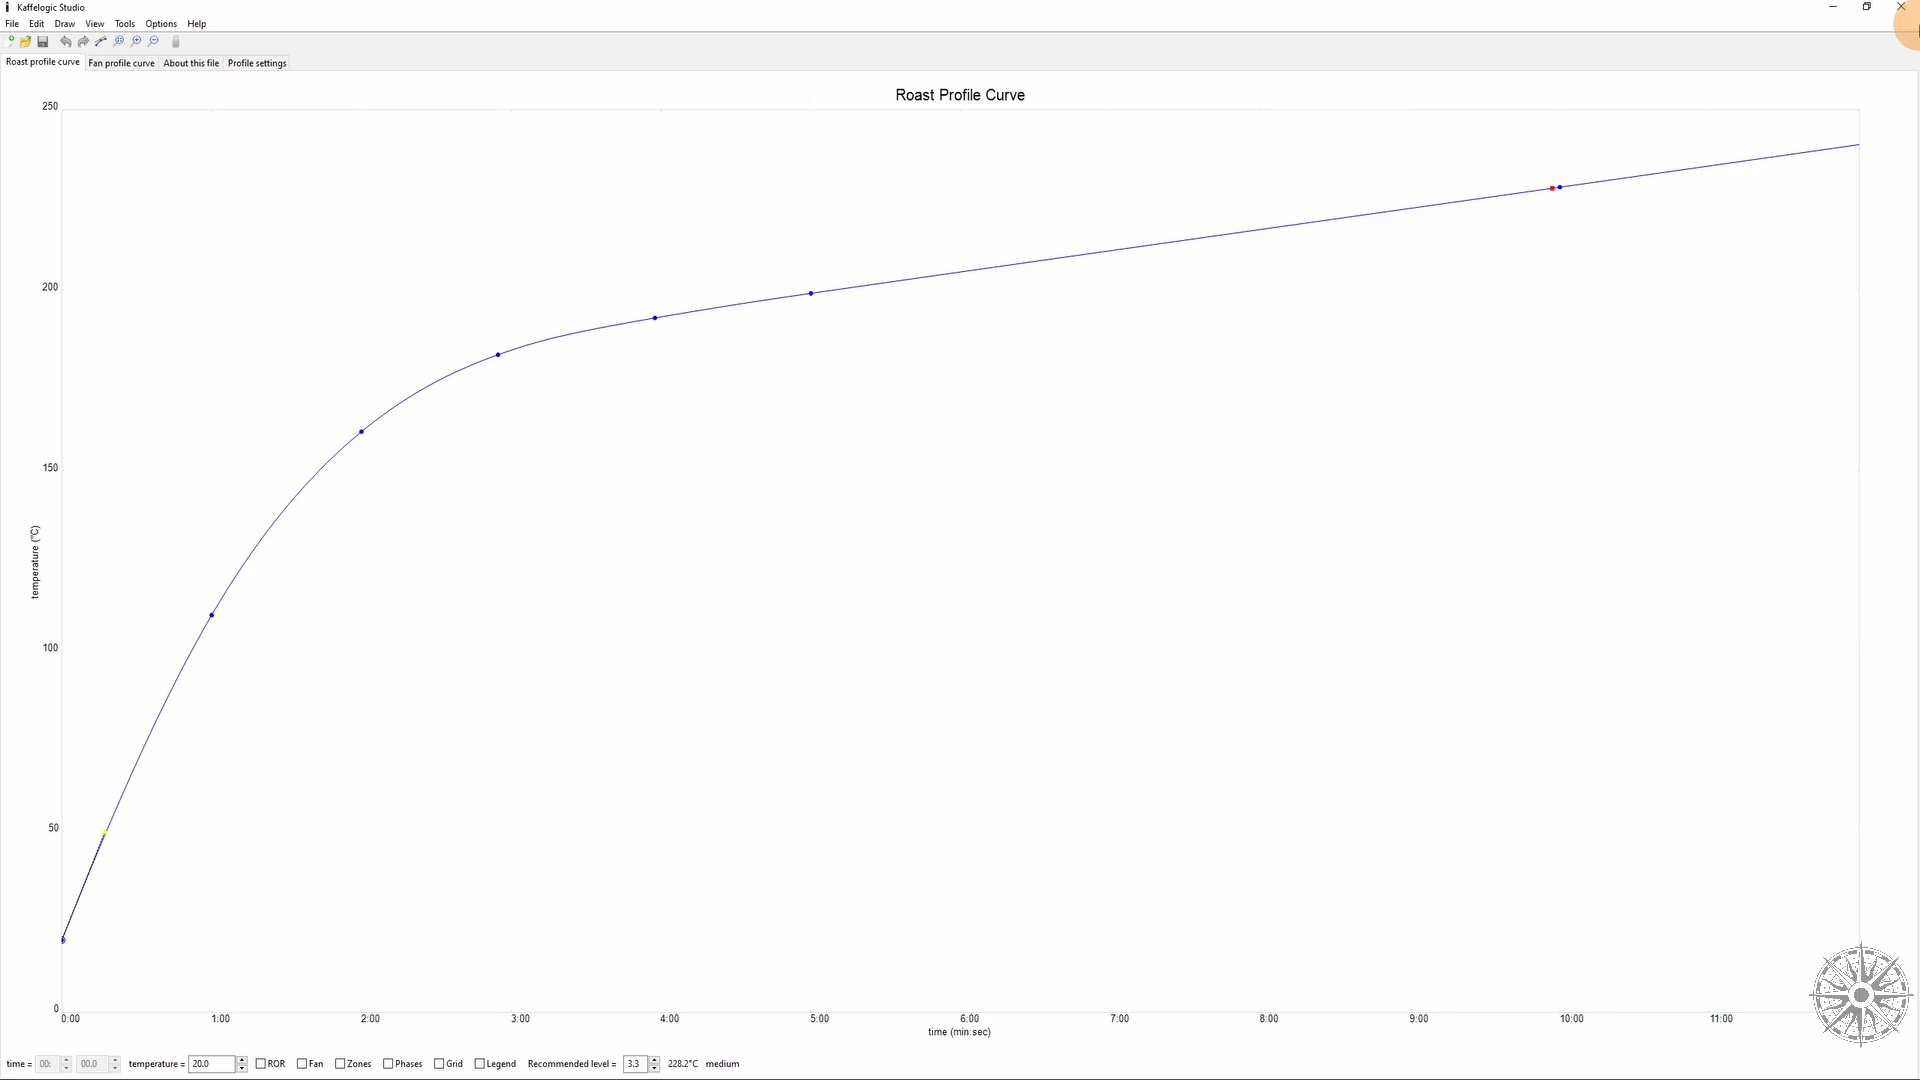 Kaffelogic Studio
File Edit Draw View Tools Options Help
Roast profile curve Fan profile curve About this file Profile settings
Roast Profile Curve
250
200
150
100
50
0
temperature (°C)
0:00 1:00 2:00 3:00 4:00 5:00 6:00 7:00 8:00 9:00 10:00 11:00
time (min:sec)
time = 00: 00.0 temperature = 20.0 ROR Fan Zones Phases Grid Legend Recommended level = 3.3 228.2°C medium